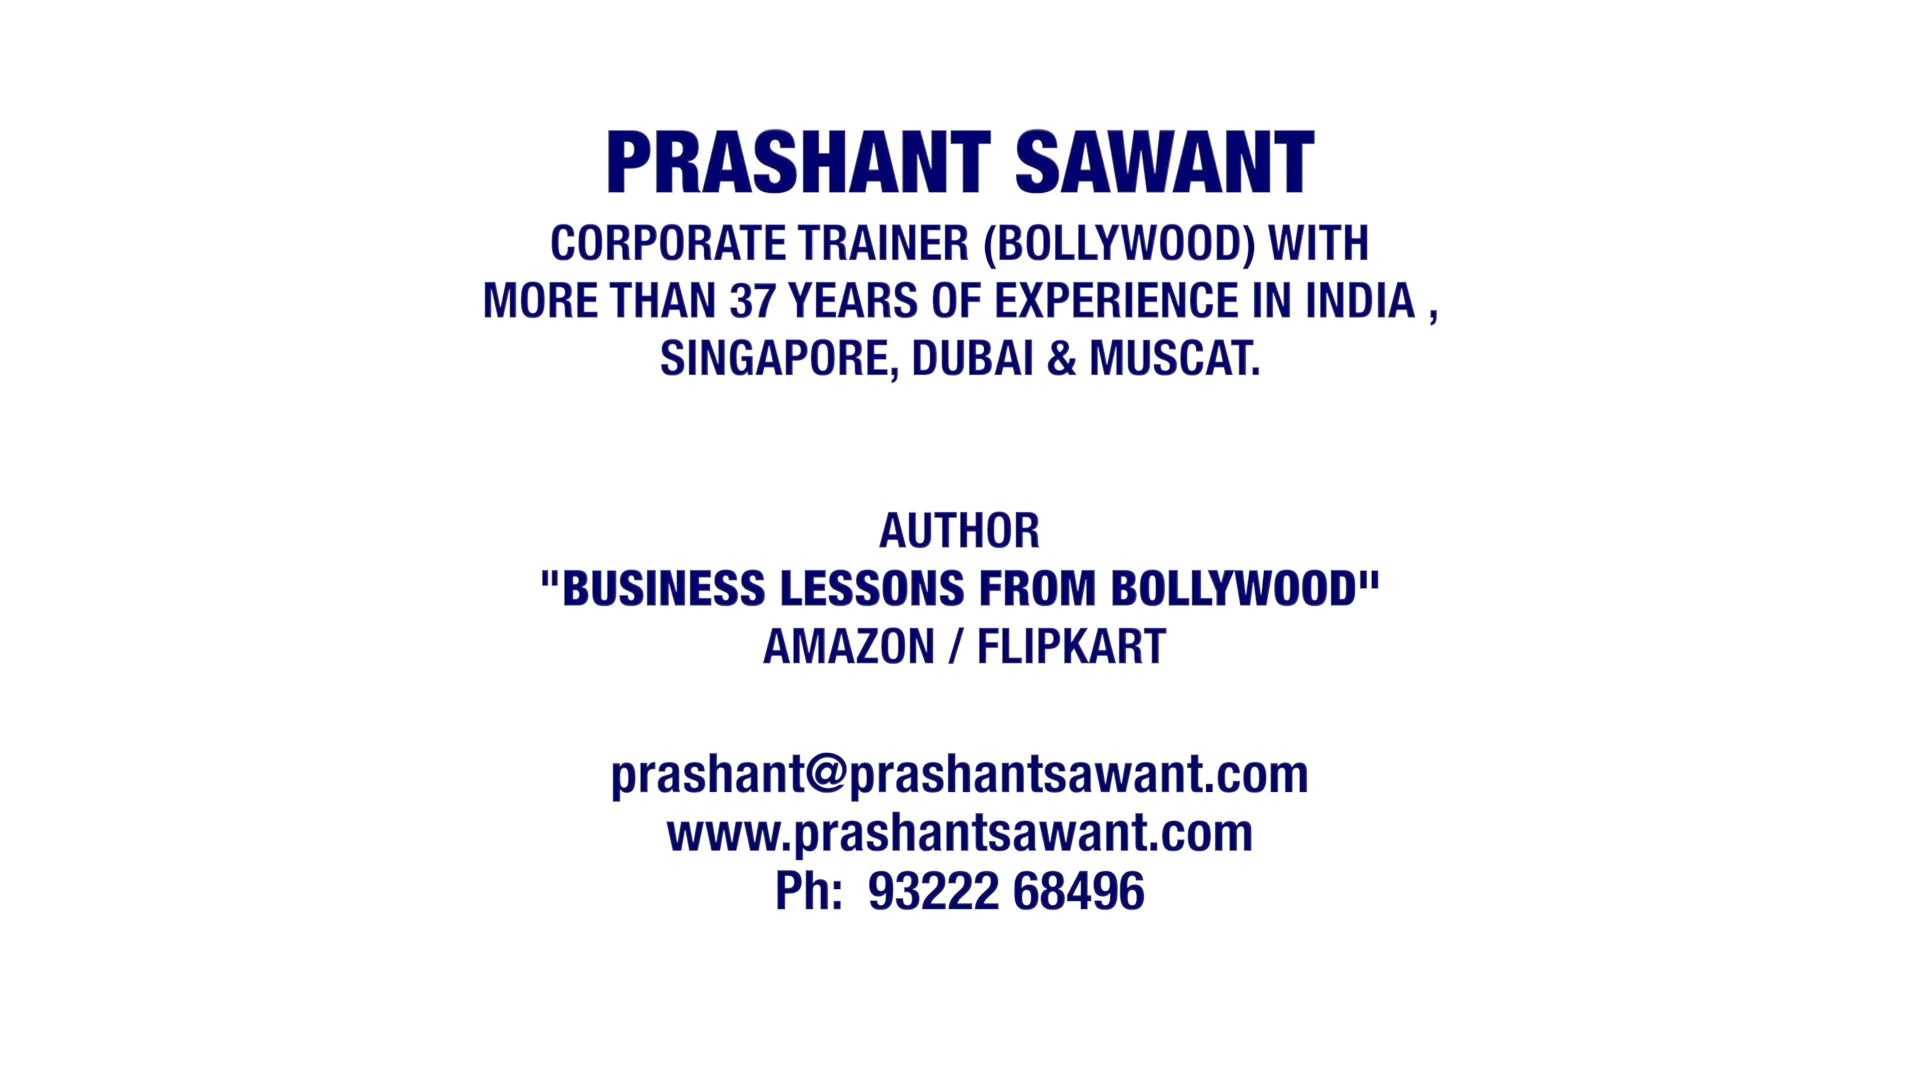 PRASHANT SAWANT
CORPORATE TRAINER (BOLLYWOOD) WITH
MORE THAN 37 YEARS OF EXPERIENCE IN INDIA ,
SINGAPORE, DUBAI & MUSCAT.
AUTHOR
"BUSINESS LESSONS FROM BOLLYWOOD"
AMAZON / FLIPKART
prashant@prashantsawant.com
www.prashantsawant.com
Ph:  93222 68496